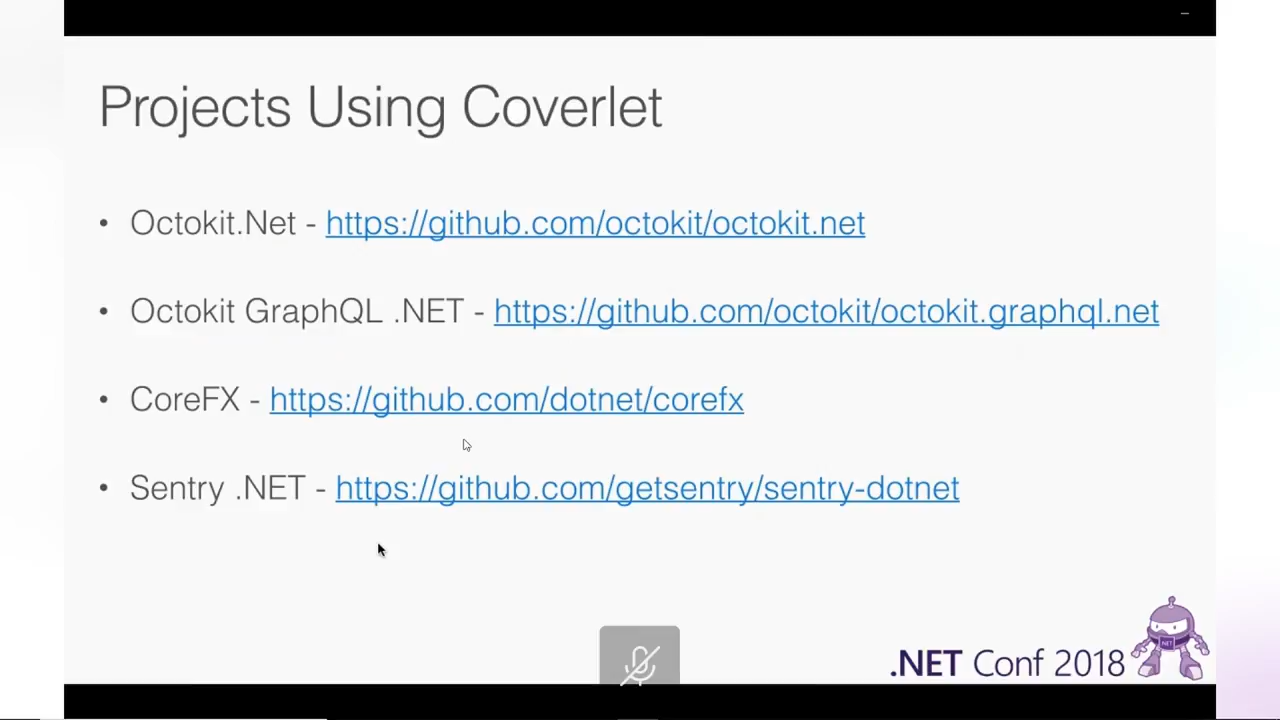 Projects Using Coverlet
• Octokit.Net - https://github.com/octokit/octokit.net
• Octokit GraphQL .NET - https://github.com/octokit/octokit.graphql.net
• CoreFX - https://github.com/dotnet/corefx
• Sentry .NET - https://github.com/getsentry/sentry-dotnet
.NET Conf 2018
.NET